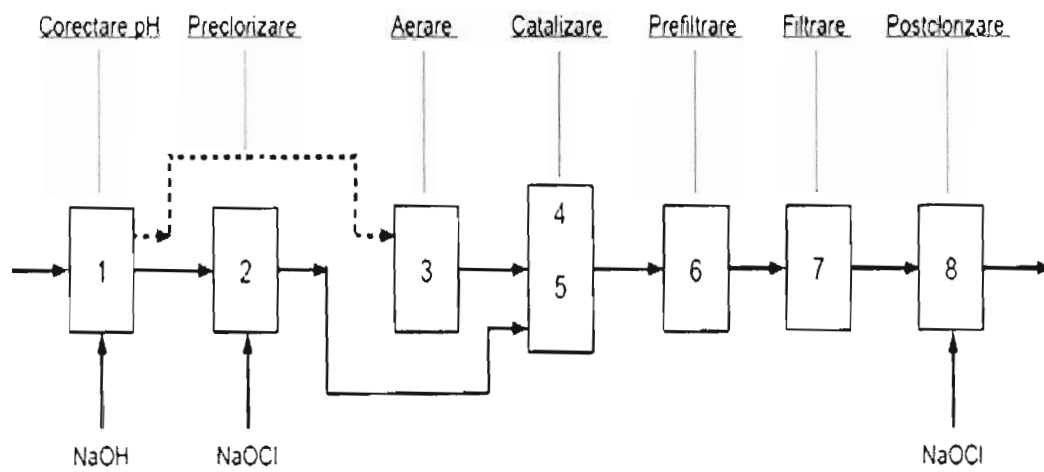 Corectare pH Preclorizare Aerare Catalizare Prefiltrare Filtrare Postclorizare
4
1 2 3 5 6 7 8
NaOH NaOCl NaOCl